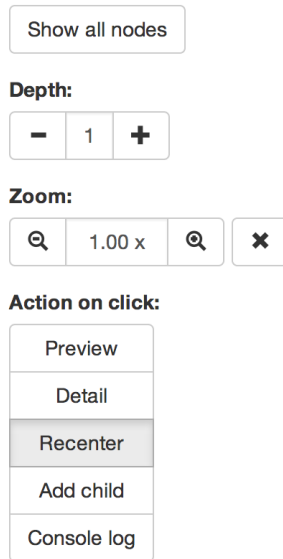 Show all nodes
Depth:
1
Zoom:
1.00 x
Action on click:
Preview
Detail
Recenter
Add child
Console log